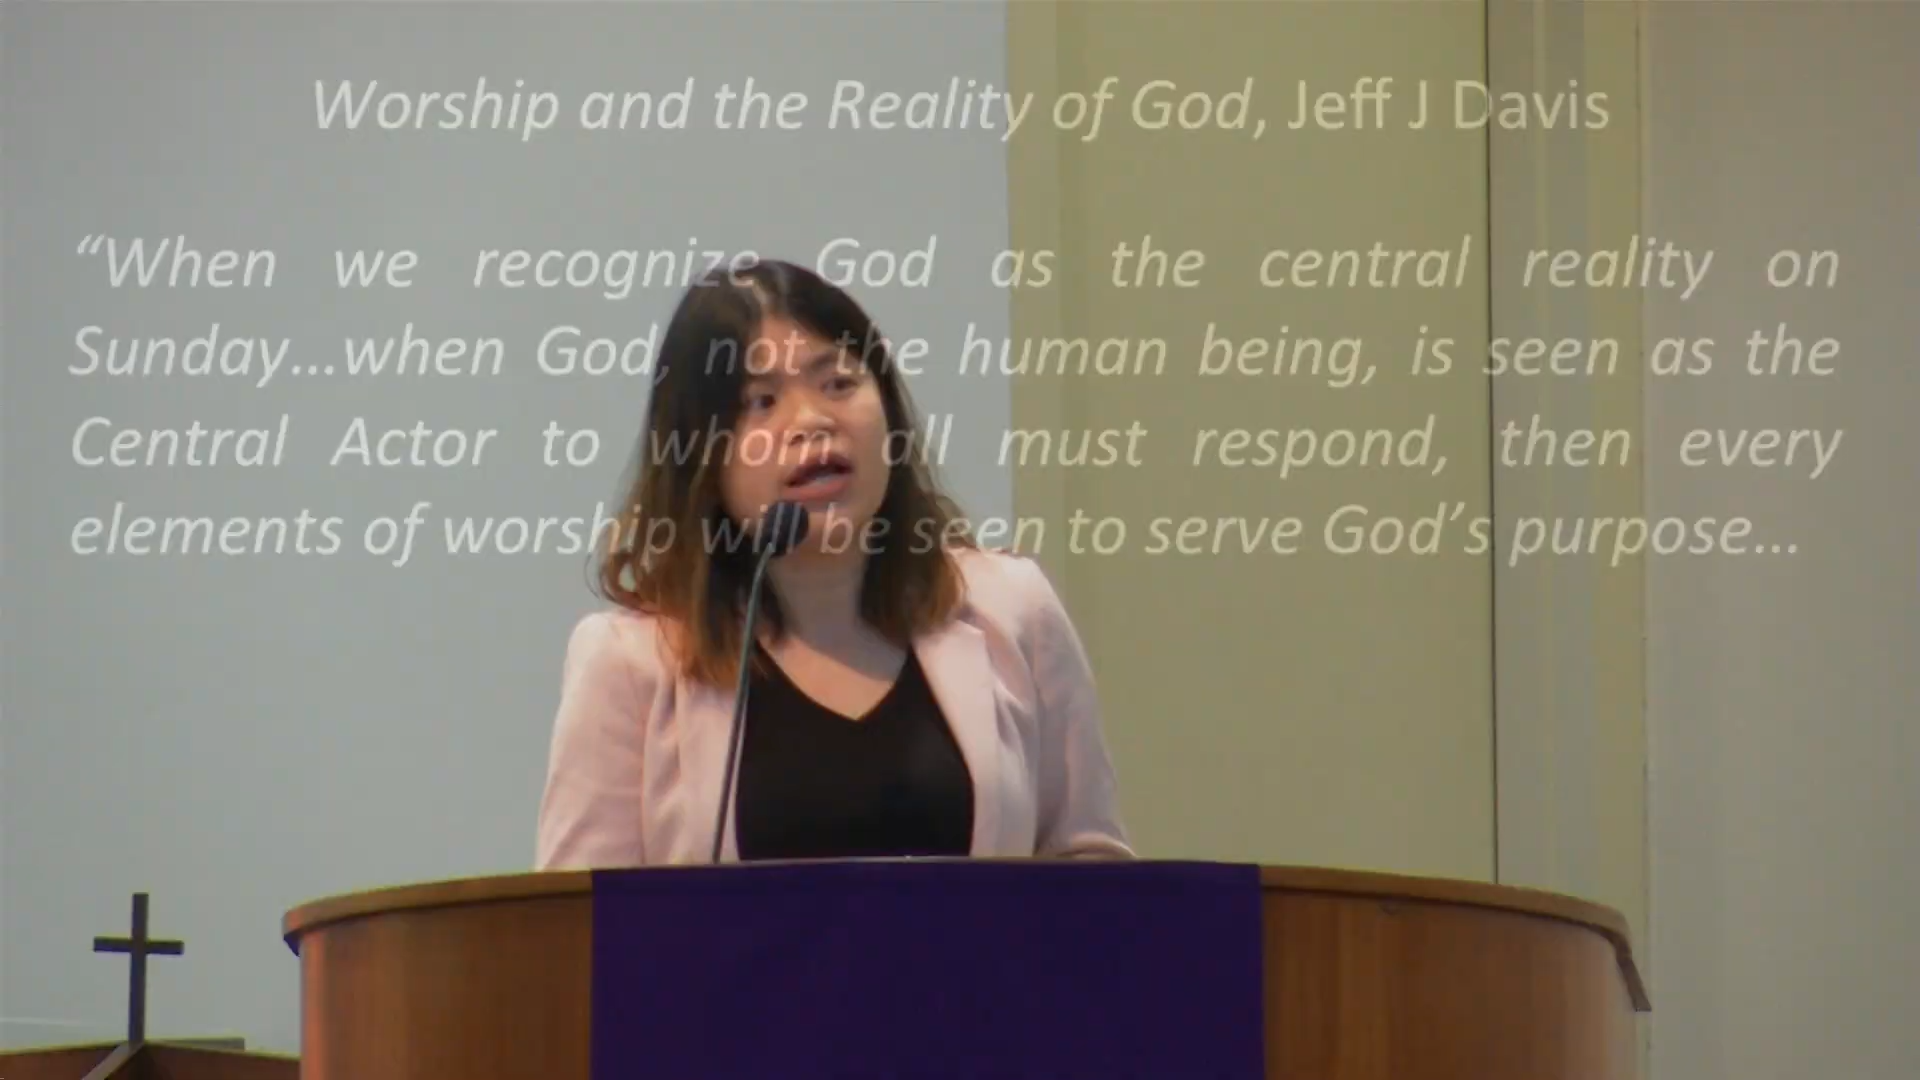 Worship and the Reality of God, Jeff J Davis
“When we recognize God as the central reality on
Sunday...when God, not the human being, is seen as the
Central Actor to whom all must respond, then every
elements of worship will be seen to serve God’s purpose...